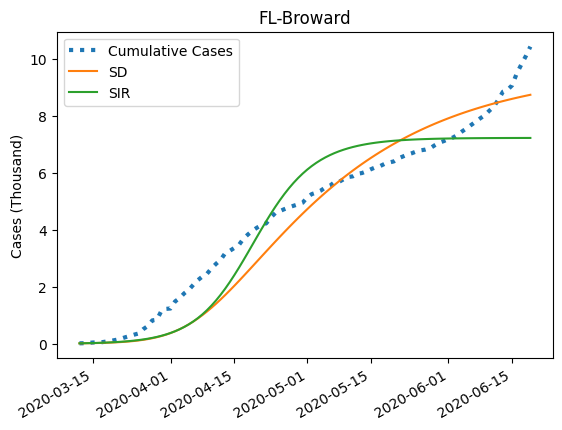 FL-Broward
Cumulative Cases
SD
SIR
Cases (Thousand)
10
8
6
4
2
0
2020-03-15
2020-04-01
2020-04-15
2020-05-01
2020-05-15
2020-06-01
2020-06-15